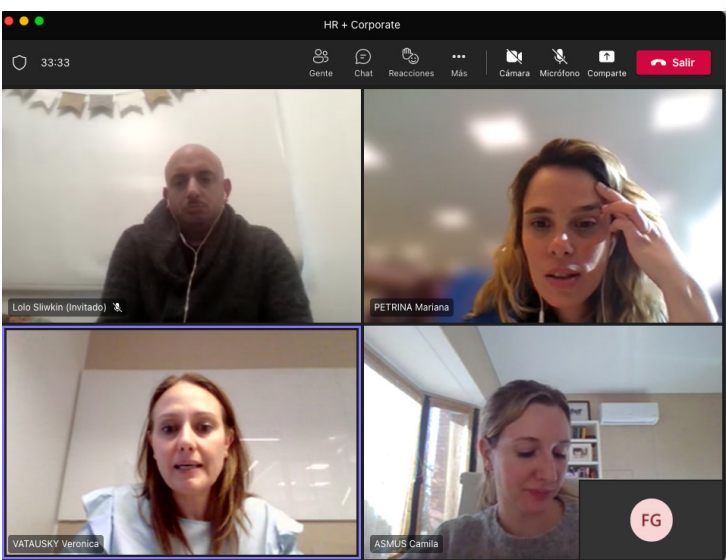 HR + Corporate
33:33
Gente
Chat
Reacciones
Más
Cámara
Micrófono
Comparte
Salir
Lolo Sliwkin (Invitado)
PETRINA Mariana
VATAUSKY Veronica
ASMUS Camila
FG